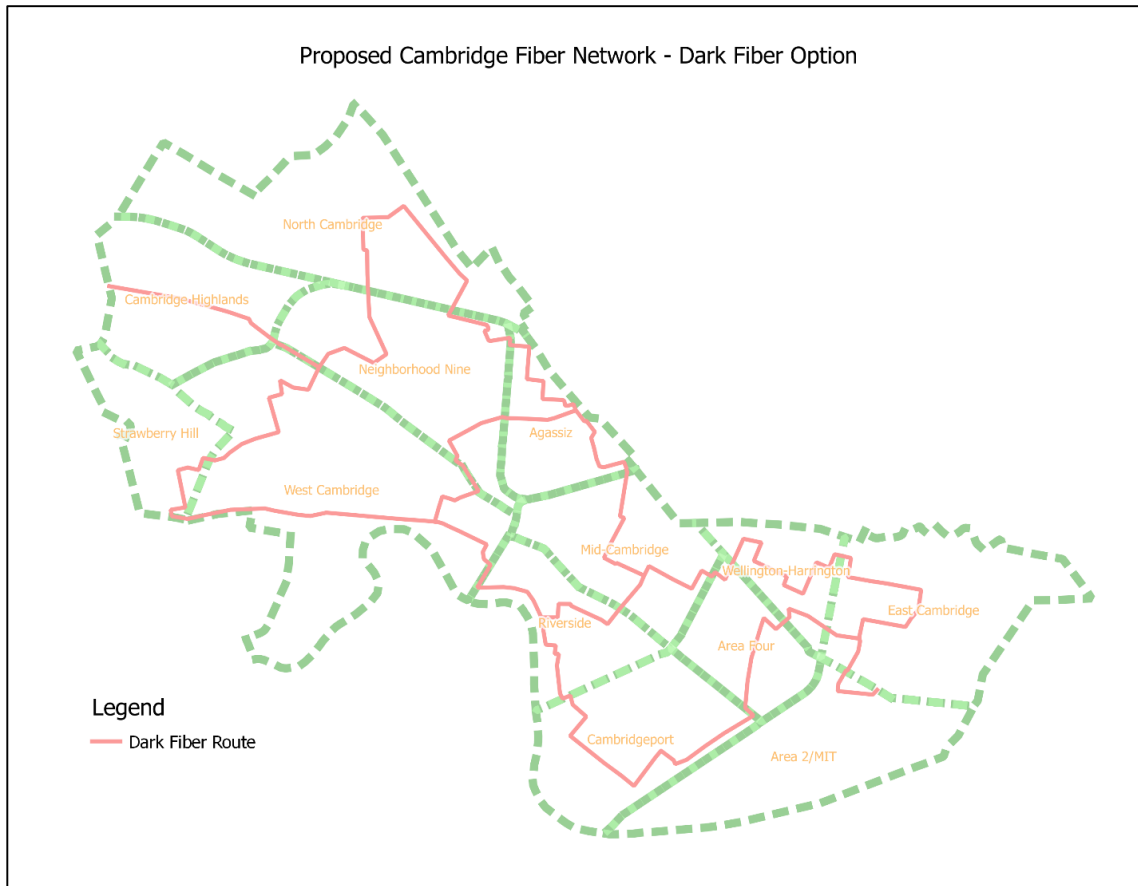 Proposed Cambridge Fiber Network - Dark Fiber Option
North Cambridge
Cambridge Highlands
Neighborhood Nine
Strawberry Hill
Agassiz
West Cambridge
Mid-Cambridge
Wellington-Harrington
East Cambridge
Riverside
Area Four
Cambridgeport
Area 2/MIT
Legend
Dark Fiber Route